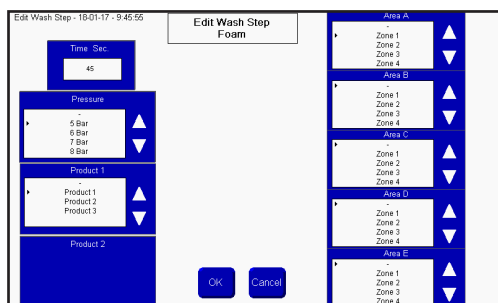 Edit Wash Step - 18-01-17 - 9:45:55
Edit Wash Step
Foam
Time Sec.
45
Pressure
-
5 Bar
6 Bar
7 Bar
8 Bar
Product 1
-
Product 1
Product 2
Product 3
Product 2
OK
Cancel
Area A
-
Zone 1
Zone 2
Zone 3
Zone 4
Area B
-
Zone 1
Zone 2
Zone 3
Zone 4
Area C
-
Zone 1
Zone 2
Zone 3
Zone 4
Area D
-
Zone 1
Zone 2
Zone 3
Zone 4
Area E
-
Zone 1
Zone 2
Zone 3
Zone 4